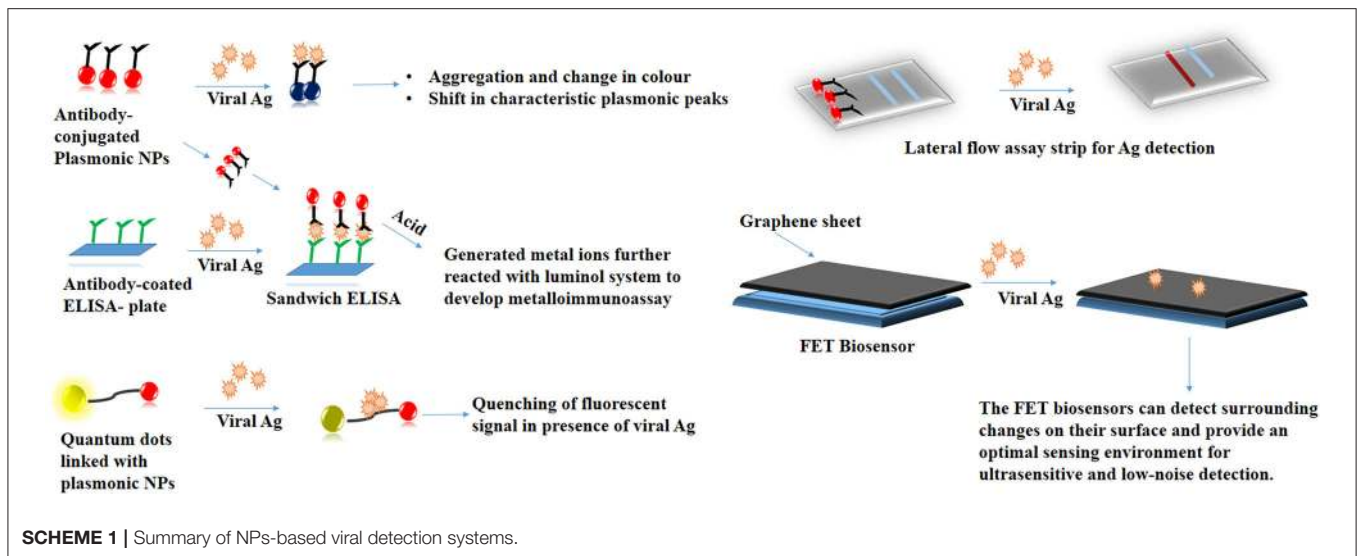 Antibody-
conjugated
Plasmonic NPs
Viral Ag
• Aggregation and change in colour
• Shift in characteristic plasmonic peaks
Antibody-coated
ELISA- plate
Viral Ag
Sandwich ELISA
Acid
Generated metal ions further
reacted with luminol system to
develop metalloimmunoassay
Quantum dots
linked with
plasmonic NPs
Viral Ag
Quenching of fluorescent
signal in presence of viral Ag
Viral Ag
Lateral flow assay strip for Ag detection
Graphene sheet
FET Biosensor
Viral Ag
The FET biosensors can detect surrounding
changes on their surface and provide an
optimal sensing environment for
ultrasensitive and low-noise detection.
SCHEME 1 | Summary of NPs-based viral detection systems.